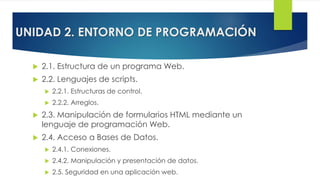 UNIDAD 2. ENTORNO DE PROGRAMACIÓN
2.1. Estructura de un programa Web.
2.2. Lenguajes de scripts.
2.2.1. Estructuras de control.
2.2.2. Arreglos.
2.3. Manipulación de formularios HTML mediante un
lenguaje de programación Web.
2.4. Acceso a Bases de Datos.
2.4.1. Conexiones.
2.4.2. Manipulación y presentación de datos.
2.5. Seguridad en una aplicación web.